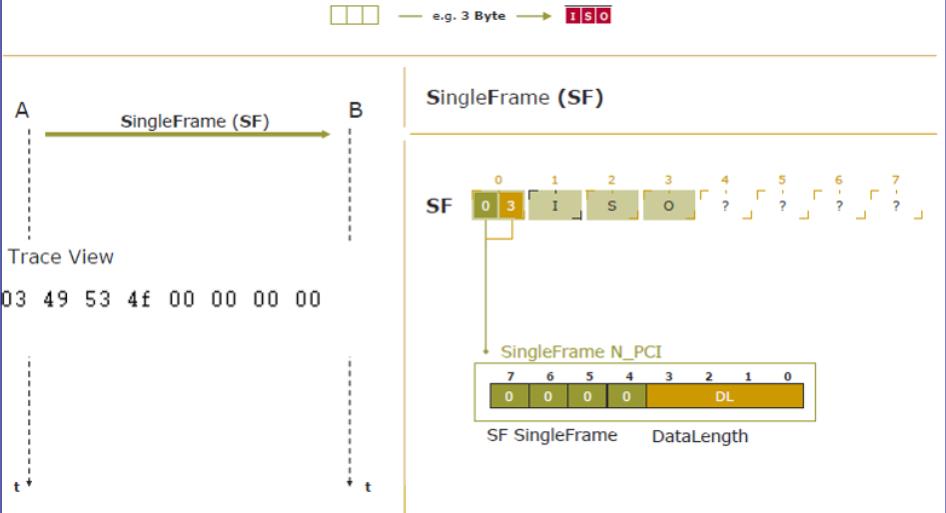 e.g. 3 Byte
I S O
A
SingleFrame (SF)
B
Trace View
03 49 53 4f 00 00 00 00
t
t
SingleFrame (SF)
0 1 2 3 4 5 6 7
SF 0 3 I S O ? ? ? ?
SingleFrame N_PCI
7 6 5 4 3 2 1 0
0 0 0 0 DL
SF SingleFrame DataLength